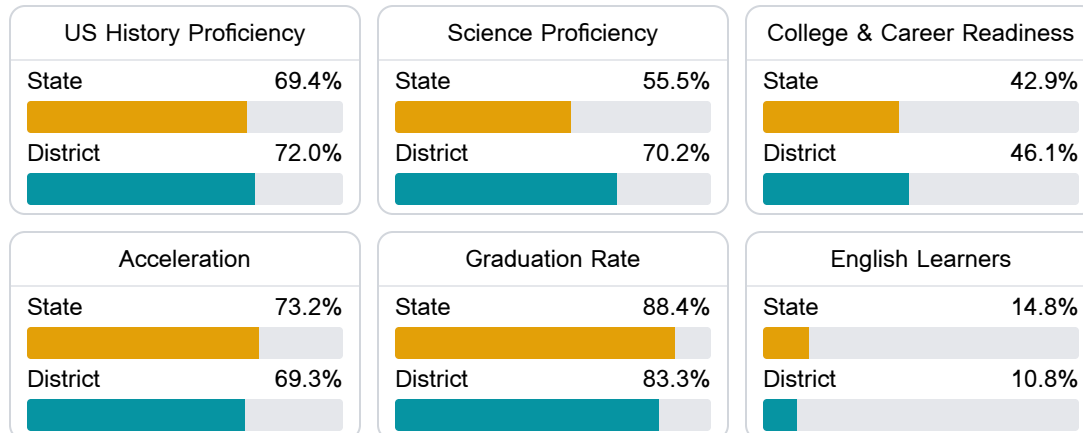 US History Proficiency
State 69.4%
District 72.0%
Science Proficiency
State 55.5%
District 70.2%
College & Career Readiness
State 42.9%
District 46.1%
Acceleration
State 73.2%
District 69.3%
Graduation Rate
State 88.4%
District 83.3%
English Learners
State 14.8%
District 10.8%